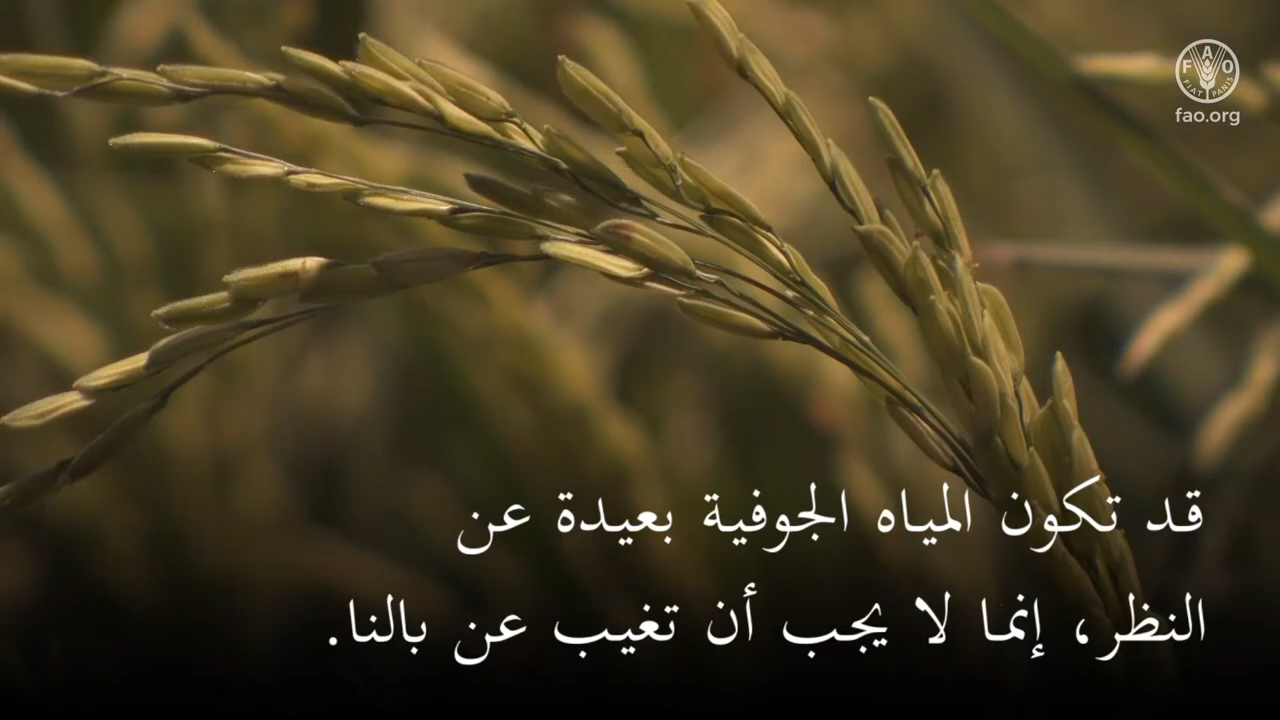 FAO
FIAT PANIS
fao.org
قد تكون المياه الجوفية بعيدة عن
النظر، إنما لا يجب أن تغيب عن بالنا.